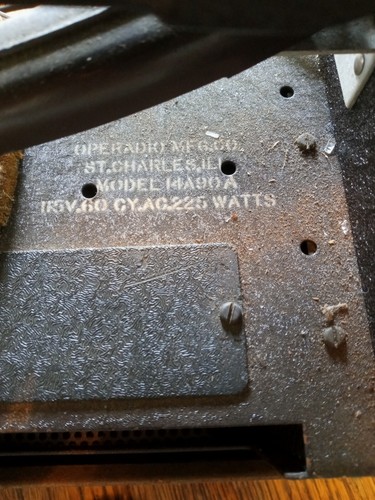 OPERADIO MFG.CO.
ST.CHARLES,ILL.
MODEL 14A90A
115V.60 CY.AC.225 WATTS